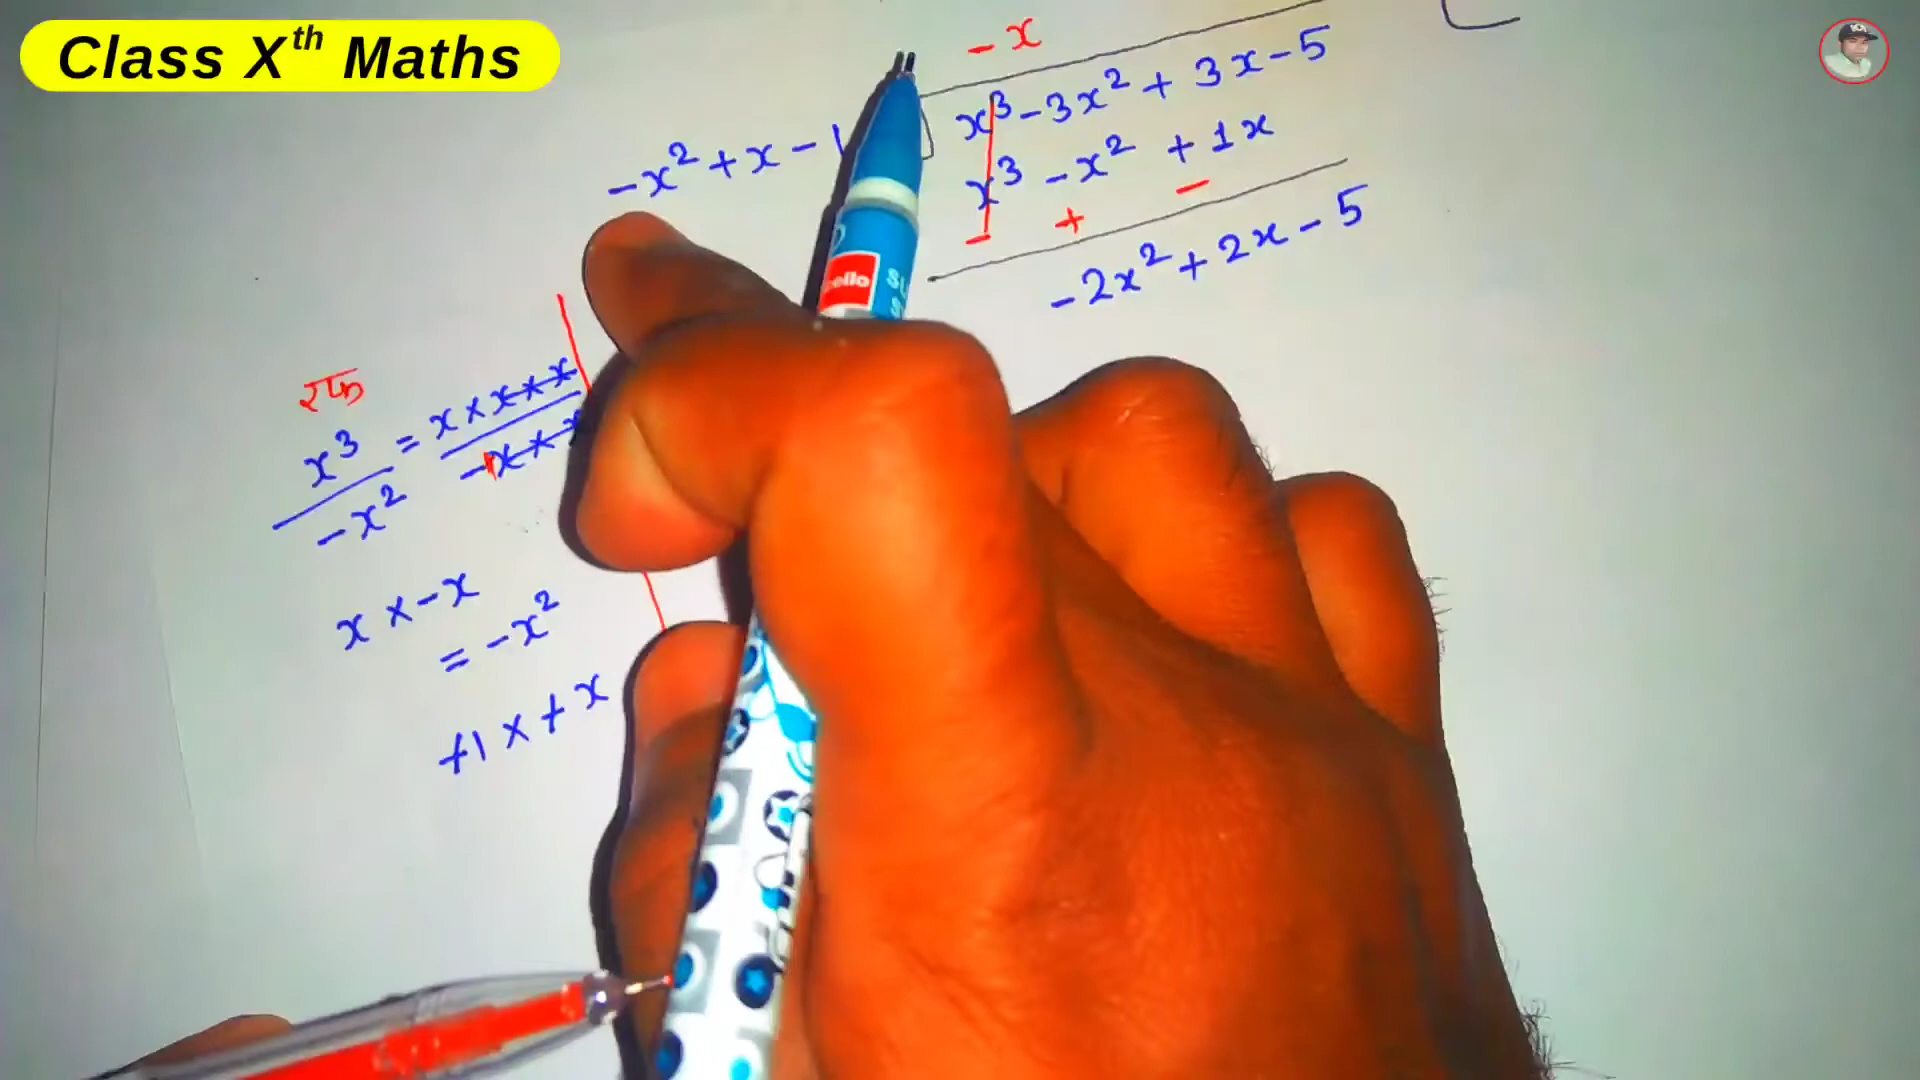 Class Xth Maths
- x
-x² + x - 1
x³ - 3x² + 3x - 5
x³ - x² + 1x
- + -
-2x² + 2x - 5
रफ
x³/-x² = x × x × x/-x × x
x × -x
= -x²
+1 × + x
cello